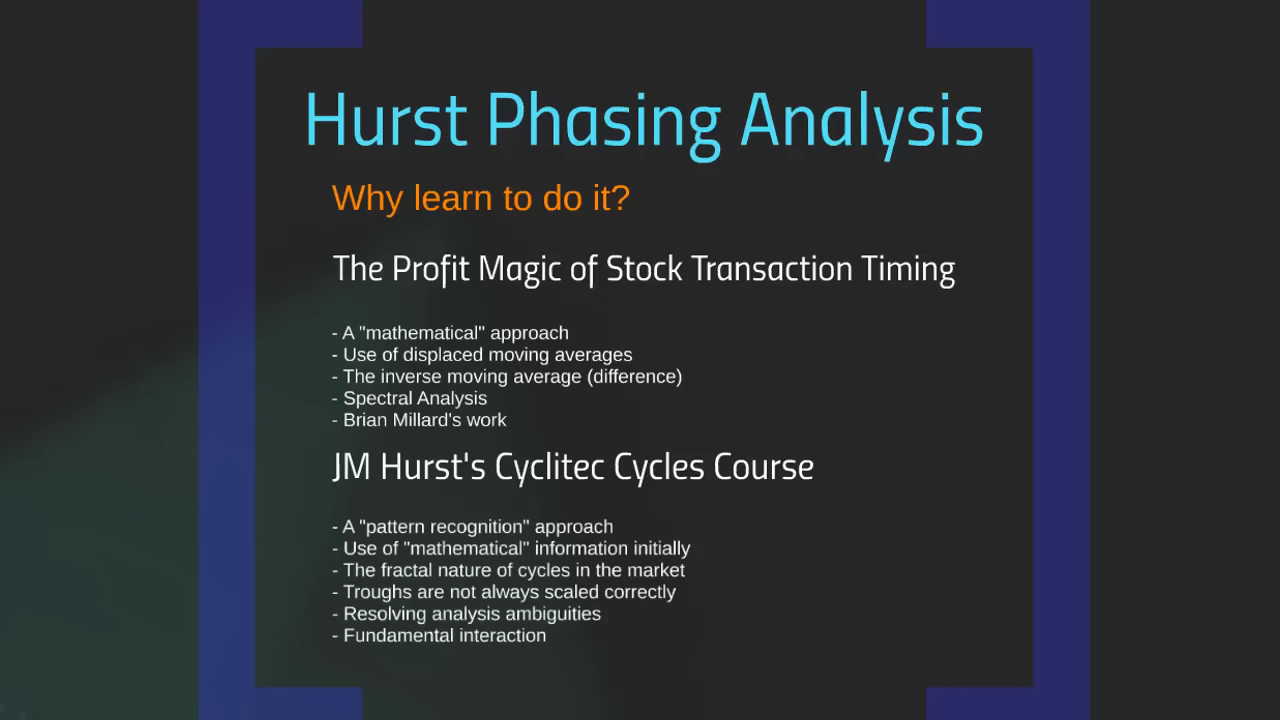 Hurst Phasing Analysis
Why learn to do it?
The Profit Magic of Stock Transaction Timing
- A "mathematical" approach
- Use of displaced moving averages
- The inverse moving average (difference)
- Spectral Analysis
- Brian Millard's work
JM Hurst's Cyclitec Cycles Course
- A "pattern recognition" approach
- Use of "mathematical" information initially
- The fractal nature of cycles in the market
- Troughs are not always scaled correctly
- Resolving analysis ambiguities
- Fundamental interaction